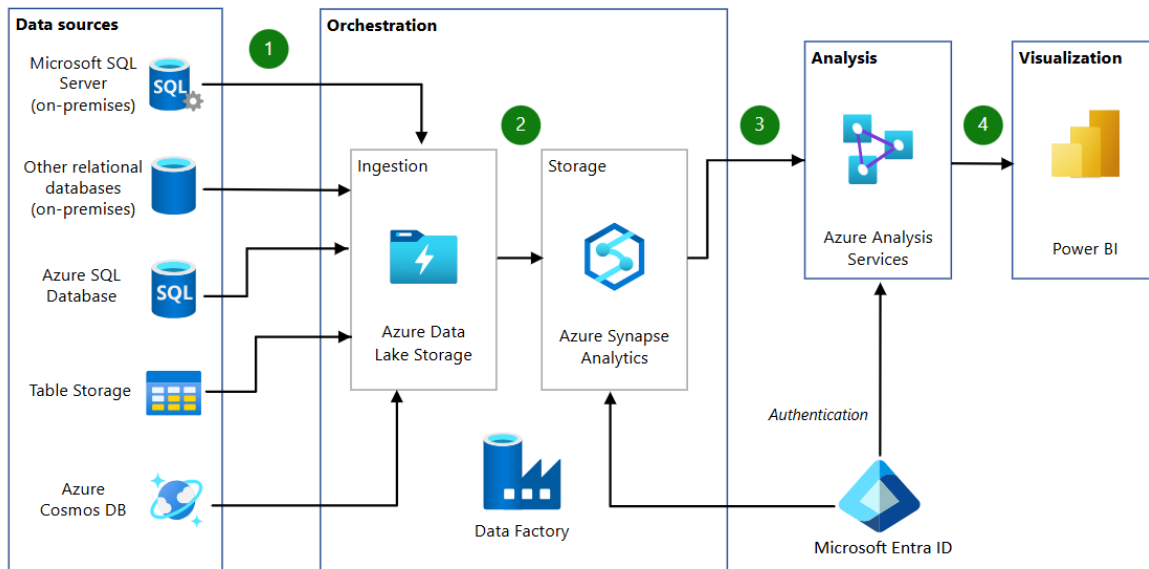 Data sources
Microsoft SQL
Server
(on-premises)
SQL
Other relational
databases
(on-premises)
Azure SQL
Database
SQL
Table Storage
Azure
Cosmos DB
1
Orchestration
2
Ingestion
Azure Data
Lake Storage
Storage
Azure Synapse
Analytics
Data Factory
3
Analysis
Azure Analysis
Services
4
Visualization
Power BI
Authentication
Microsoft Entra ID